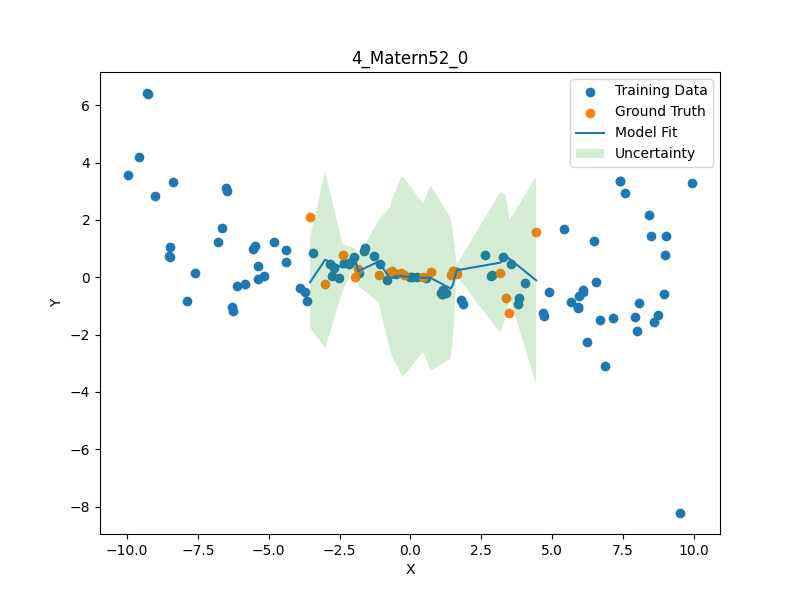 4_Matern52_0
Training Data
Ground Truth
Model Fit
Uncertainty
6
4
2
0
−2
−4
−6
−8
Y
−10.0 −7.5 −5.0 −2.5 0.0 2.5 5.0 7.5 10.0
X